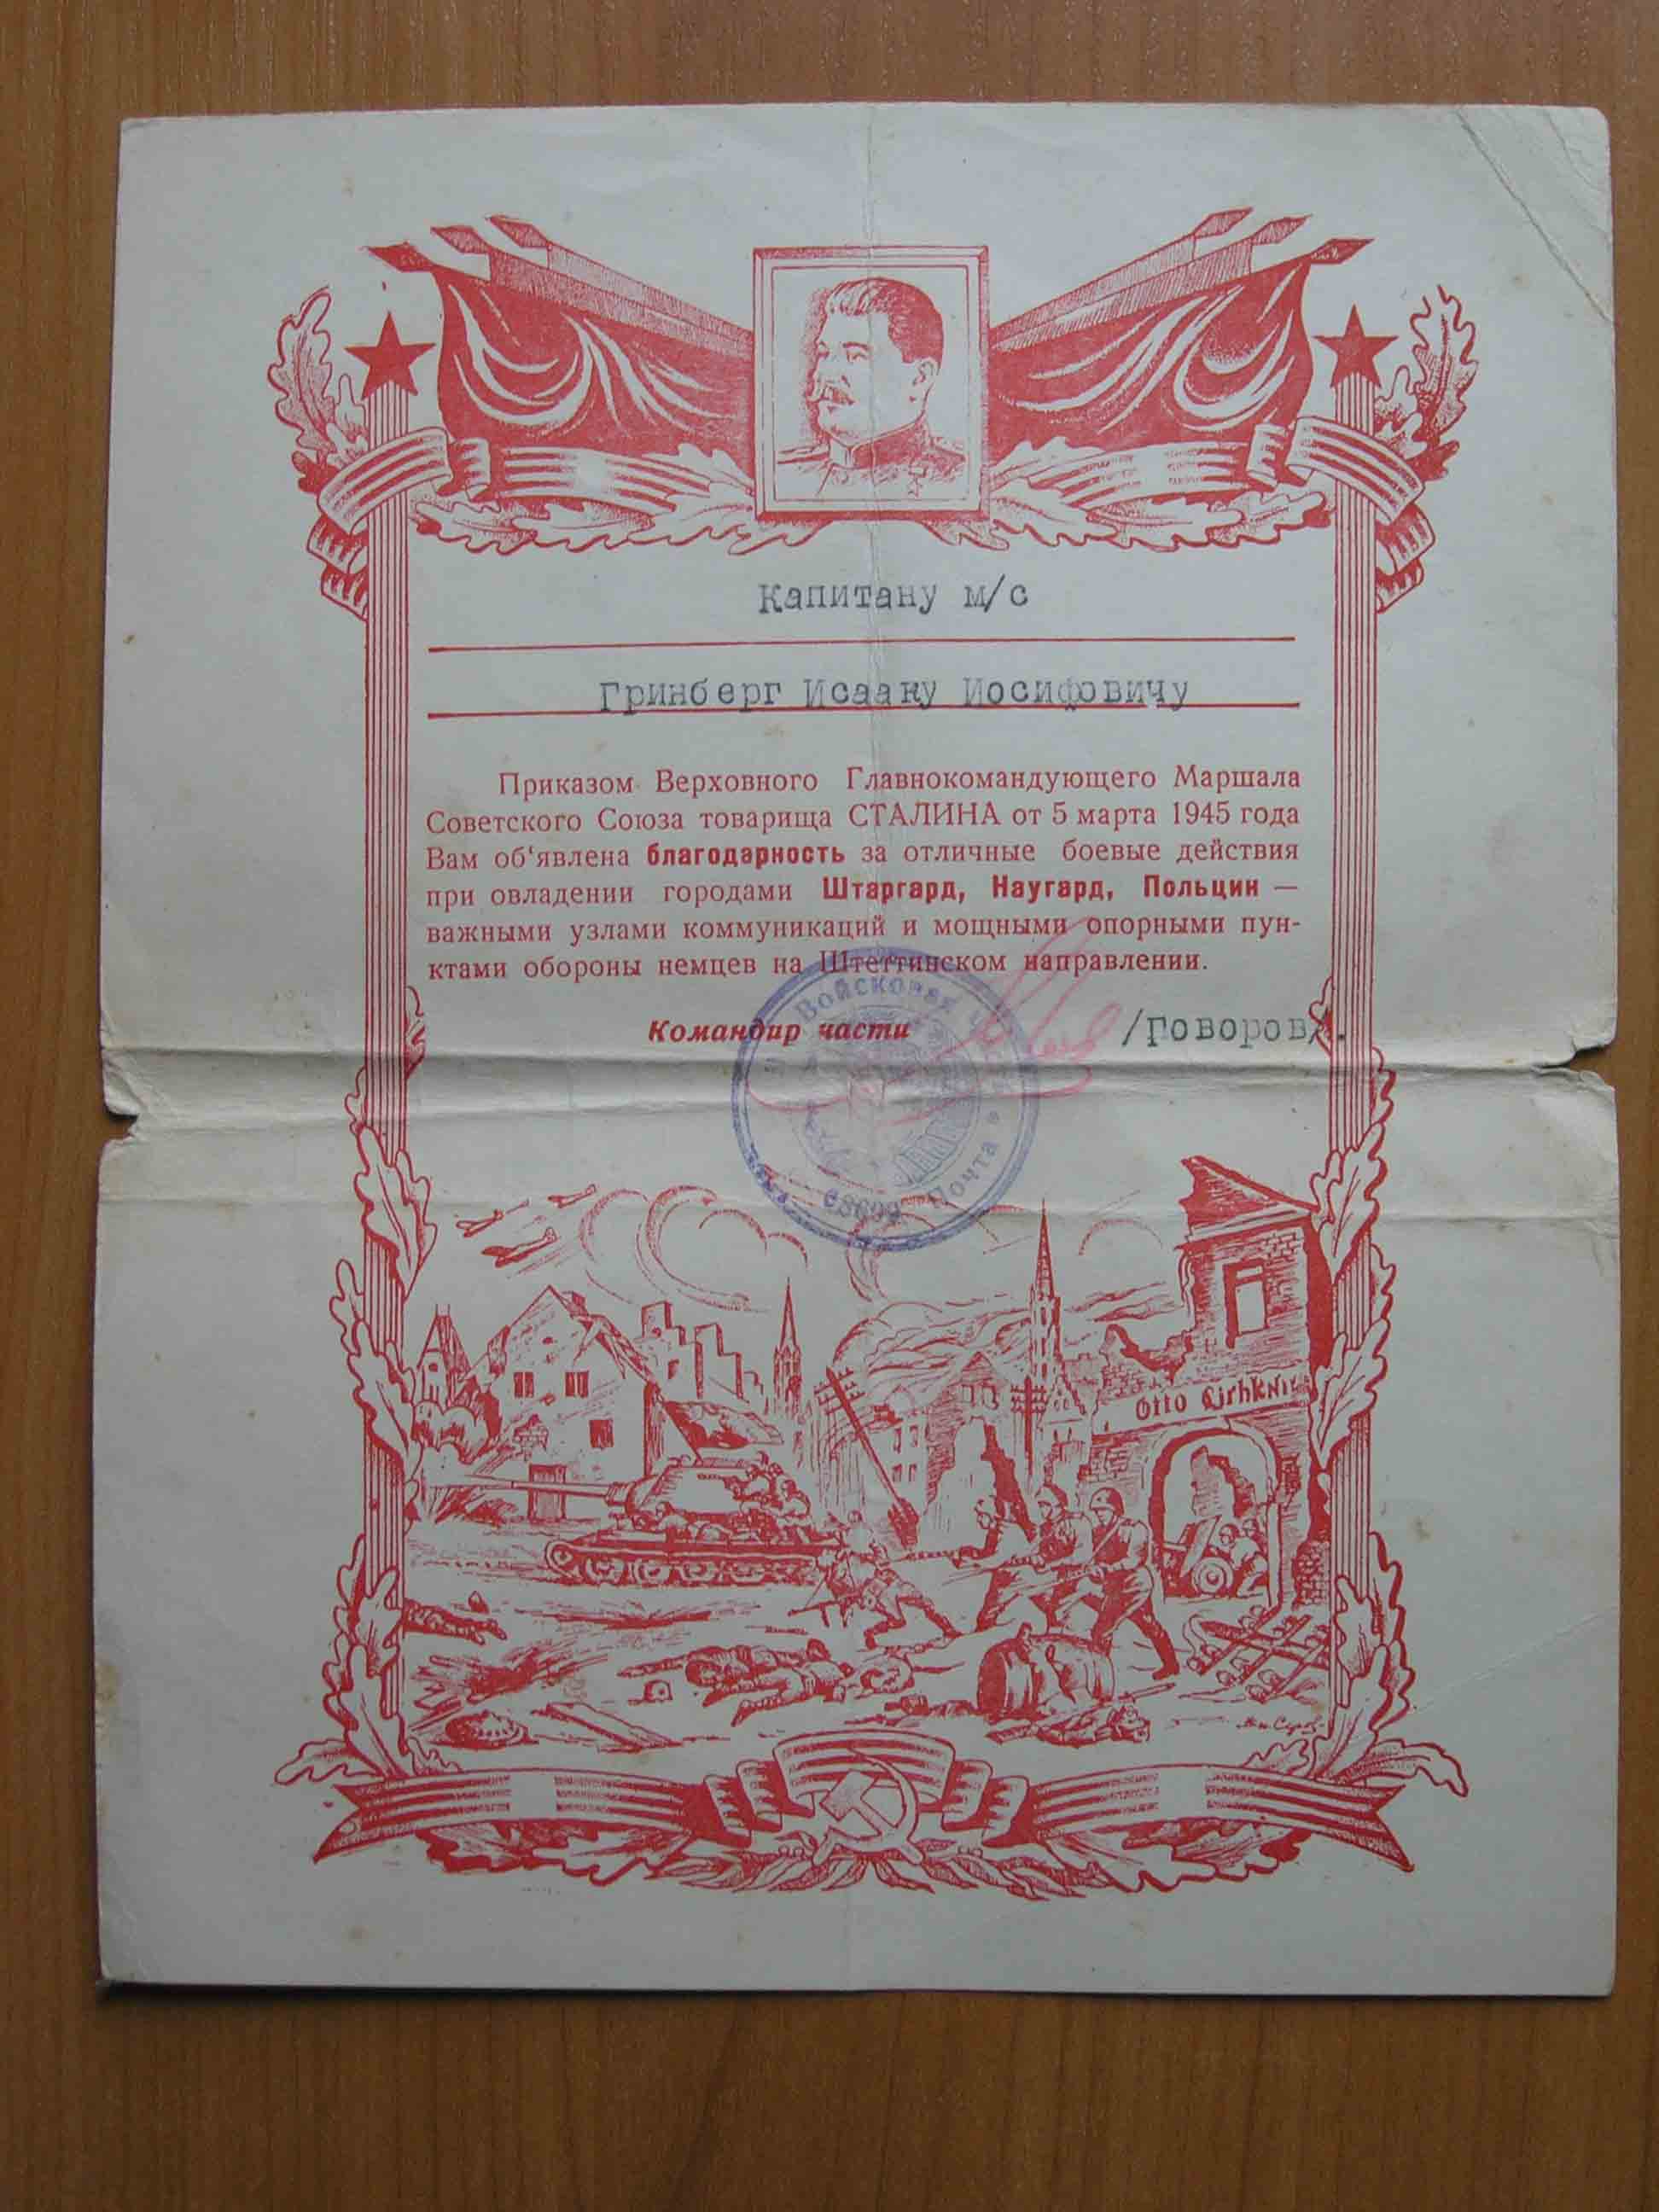 Капитану м/с
Гринберг Исааку Иосифовичу
Приказом Верховного Главнокомандующего Маршала
Советского Союза товарища СТАЛИНА от 5 марта 1945 года
Вам об'явлена благодарность за отличные боевые действия
при овладении городами Штаргард, Наугард, Польцин —
важными узлами коммуникаций и мощными опорными пун-
ктами обороны немцев на Штеттинском направлении.
Командир части /Говоров/.
Войсковая
Почта
Otto